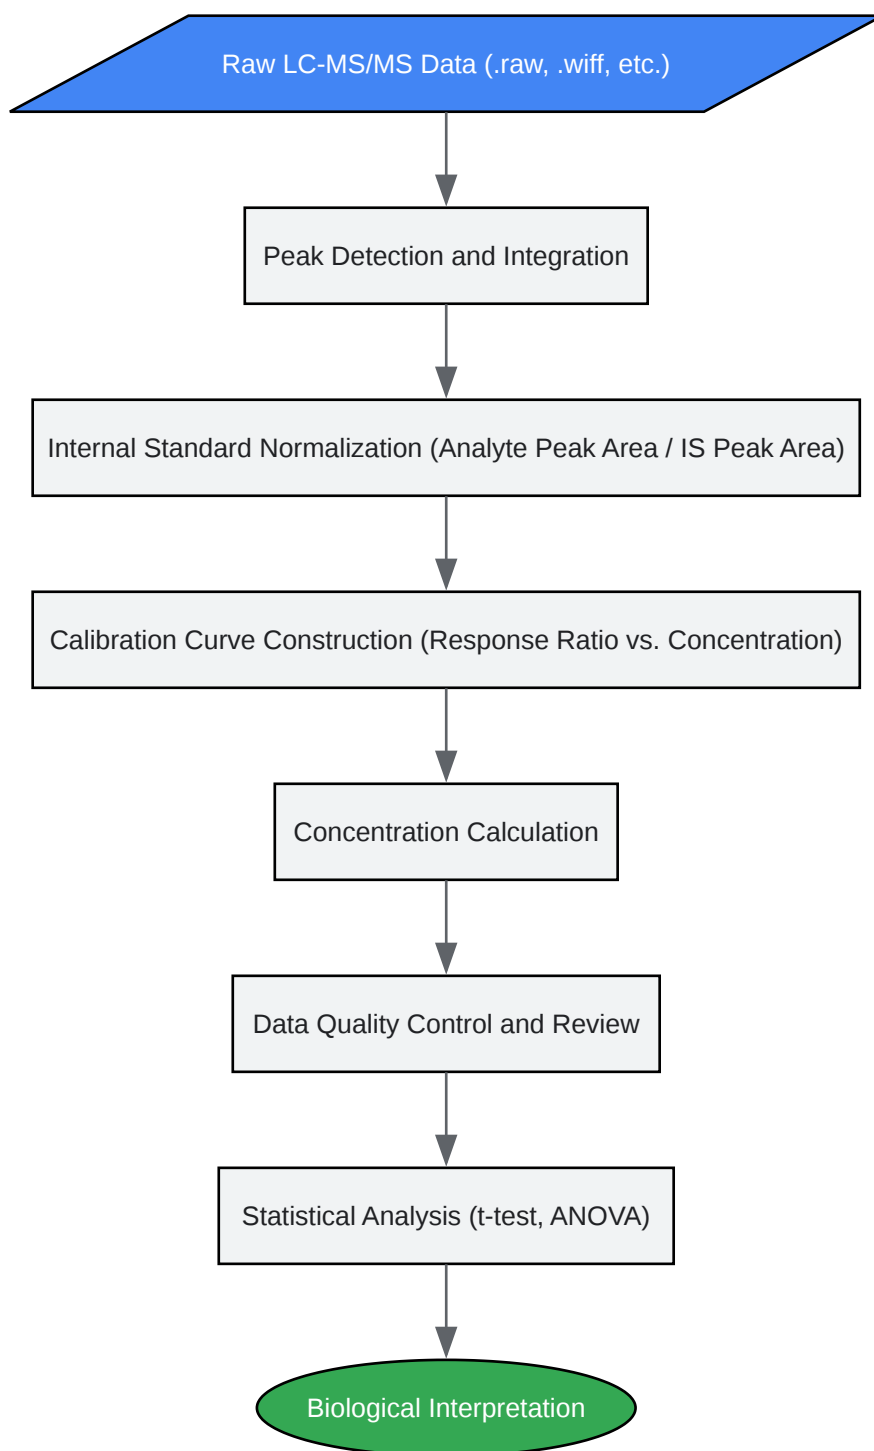 Raw LC-MS/MS Data (.raw, .wiff, etc.)
Peak Detection and Integration
Internal Standard Normalization (Analyte Peak Area / IS Peak Area)
Calibration Curve Construction (Response Ratio vs. Concentration)
Concentration Calculation
Data Quality Control and Review
Statistical Analysis (t-test, ANOVA)
Biological Interpretation